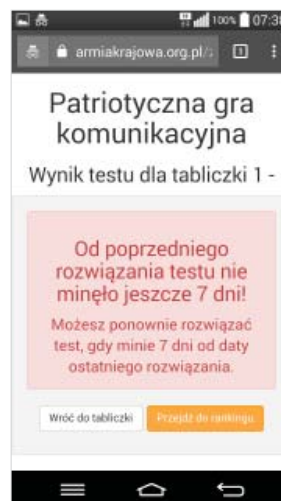 100% 07:38
armiakrajowa.org.pl/
1
Patriotyczna gra
komunikacyjna
Wynik testu dla tabliczki 1 -
Od poprzedniego
rozwiązania testu nie
minęło jeszcze 7 dni!
Możesz ponownie rozwiązać
test, gdy minie 7 dni od daty
ostatniego rozwiązania.
Wróć do tabliczki Przejdź do rankingu